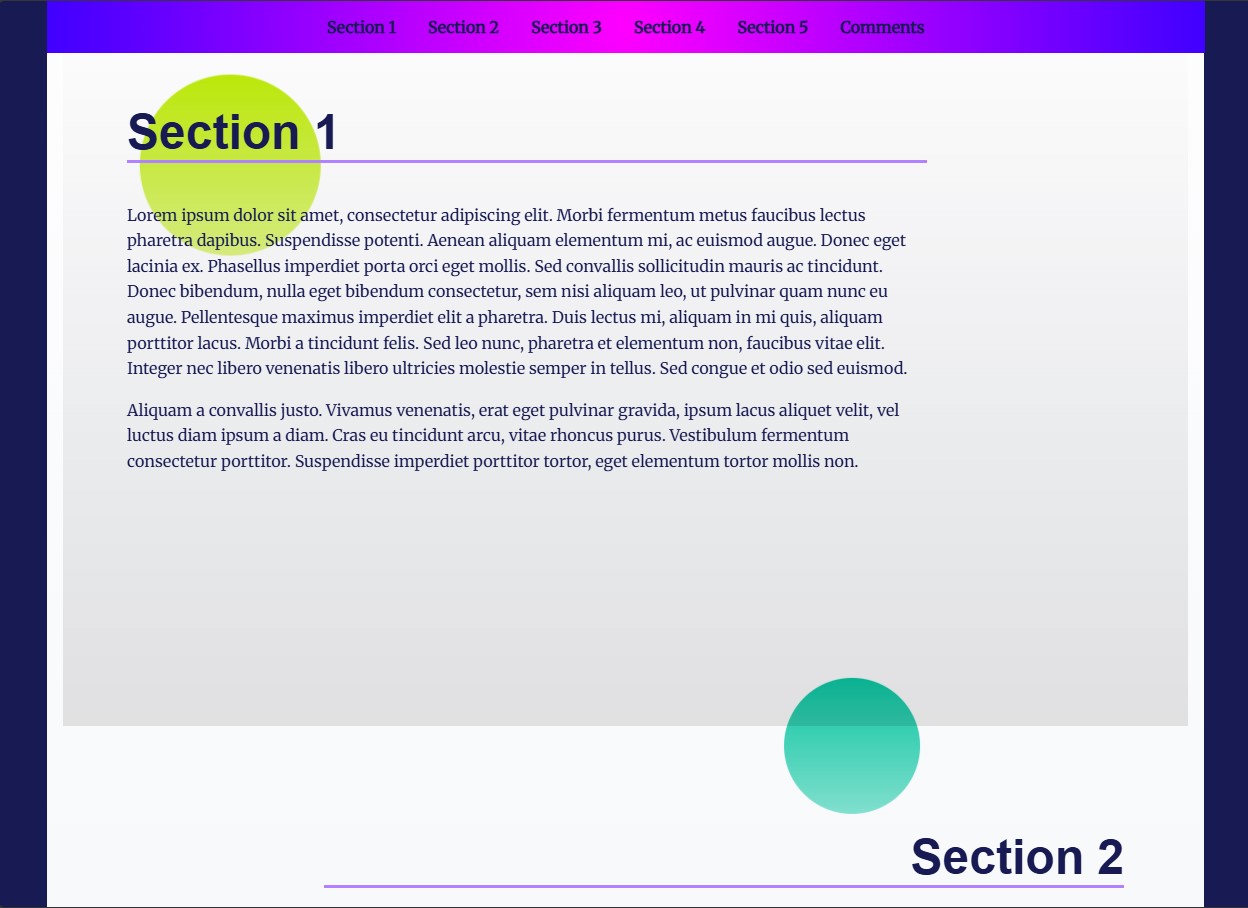 Section 1 Section 2 Section 3 Section 4 Section 5 Comments
Section 1
Lorem ipsum dolor sit amet, consectetur adipiscing elit. Morbi fermentum metus faucibus lectus
pharetra dapibus. Suspendisse potenti. Aenean aliquam elementum mi, ac euismod augue. Donec eget
lacinia ex. Phasellus imperdiet porta orci eget mollis. Sed convallis sollicitudin mauris ac tincidunt.
Donec bibendum, nulla eget bibendum consectetur, sem nisi aliquam leo, ut pulvinar quam nunc eu
augue. Pellentesque maximus imperdiet elit a pharetra. Duis lectus mi, aliquam in mi quis, aliquam
porttitor lacus. Morbi a tincidunt felis. Sed leo nunc, pharetra et elementum non, faucibus vitae elit.
Integer nec libero venenatis libero ultricies molestie semper in tellus. Sed congue et odio sed euismod.
Aliquam a convallis justo. Vivamus venenatis, erat eget pulvinar gravida, ipsum lacus aliquet velit, vel
luctus diam ipsum a diam. Cras eu tincidunt arcu, vitae rhoncus purus. Vestibulum fermentum
consectetur porttitor. Suspendisse imperdiet porttitor tortor, eget elementum tortor mollis non.
Section 2